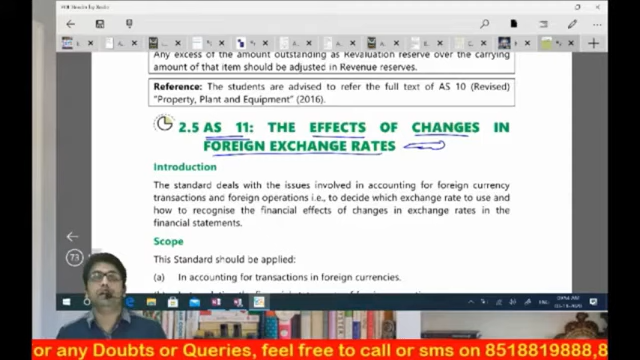 Any excess of the amount outstanding as Revaluation reserve over the carrying
amount of that item should be adjusted in Revenue reserves.
Reference: The students are advised to refer the full text of AS 10 (Revised)
"Property, Plant and Equipment" (2016).
2.5 AS 11: THE EFFECTS OF CHANGES IN
FOREIGN EXCHANGE RATES
Introduction
The standard deals with the issues involved in accounting for foreign currency
transactions and foreign operations i.e., to decide which exchange rate to use and
how to recognise the financial effects of changes in exchange rates in the
financial statements.
Scope
This Standard should be applied:
73
(a) In accounting for transactions in foreign currencies.
ENG
or any Doubts or Queries, feel free to call or sms on 8518819888,8